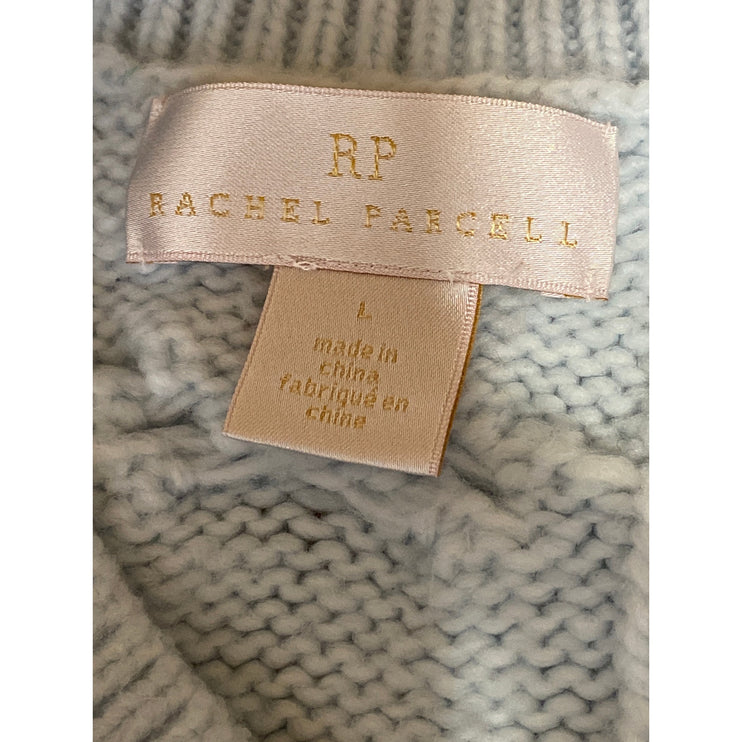 RP
RACHEL PARCELL
L
made in
china
fabriqué en
chine